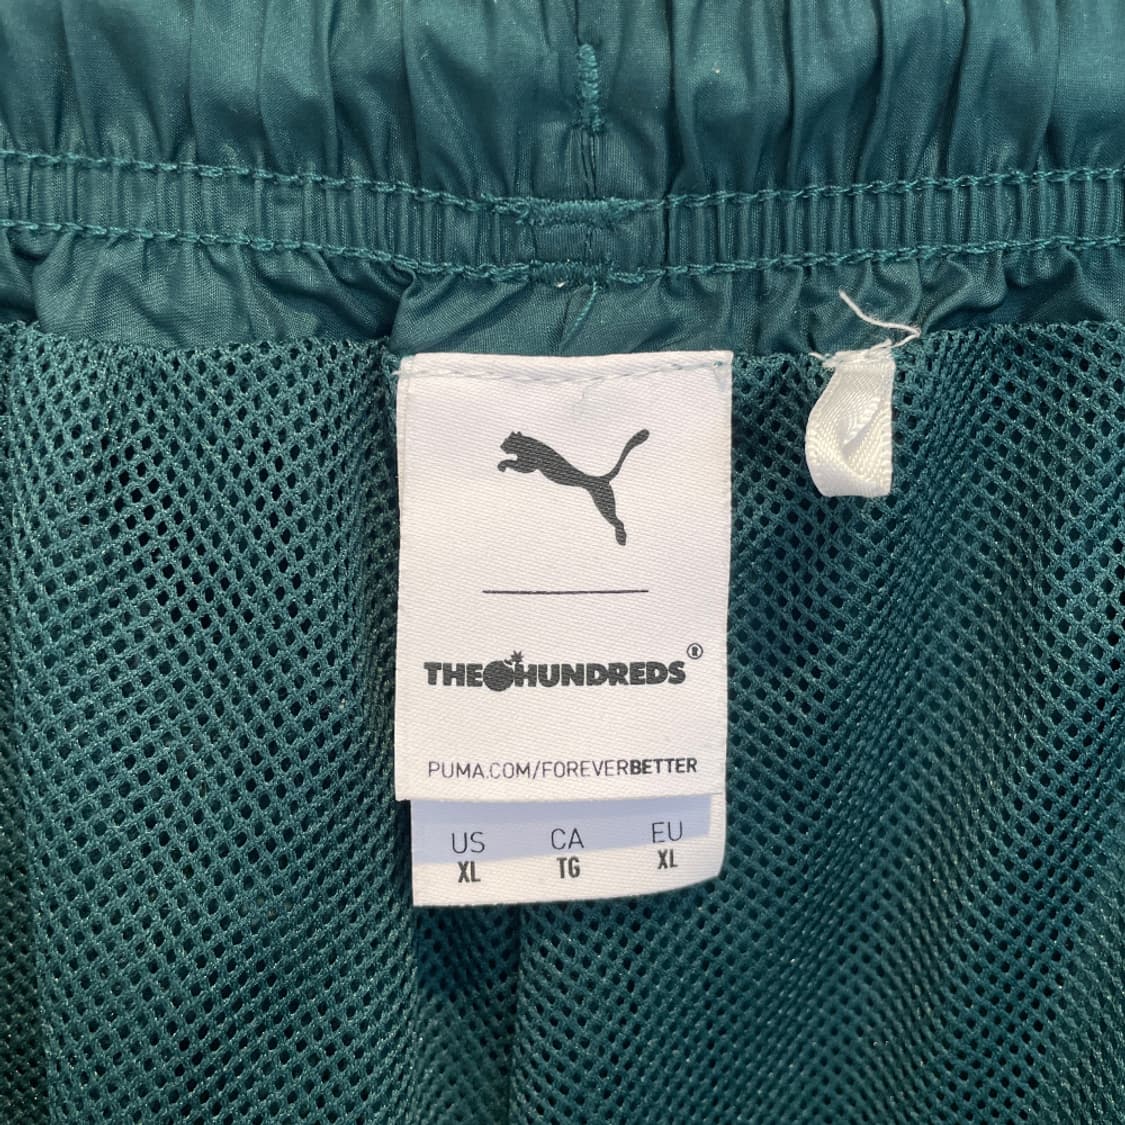 THE HUNDREDS®
PUMA.COM/FOREVERBETTER
US CA EU
XL TG XL